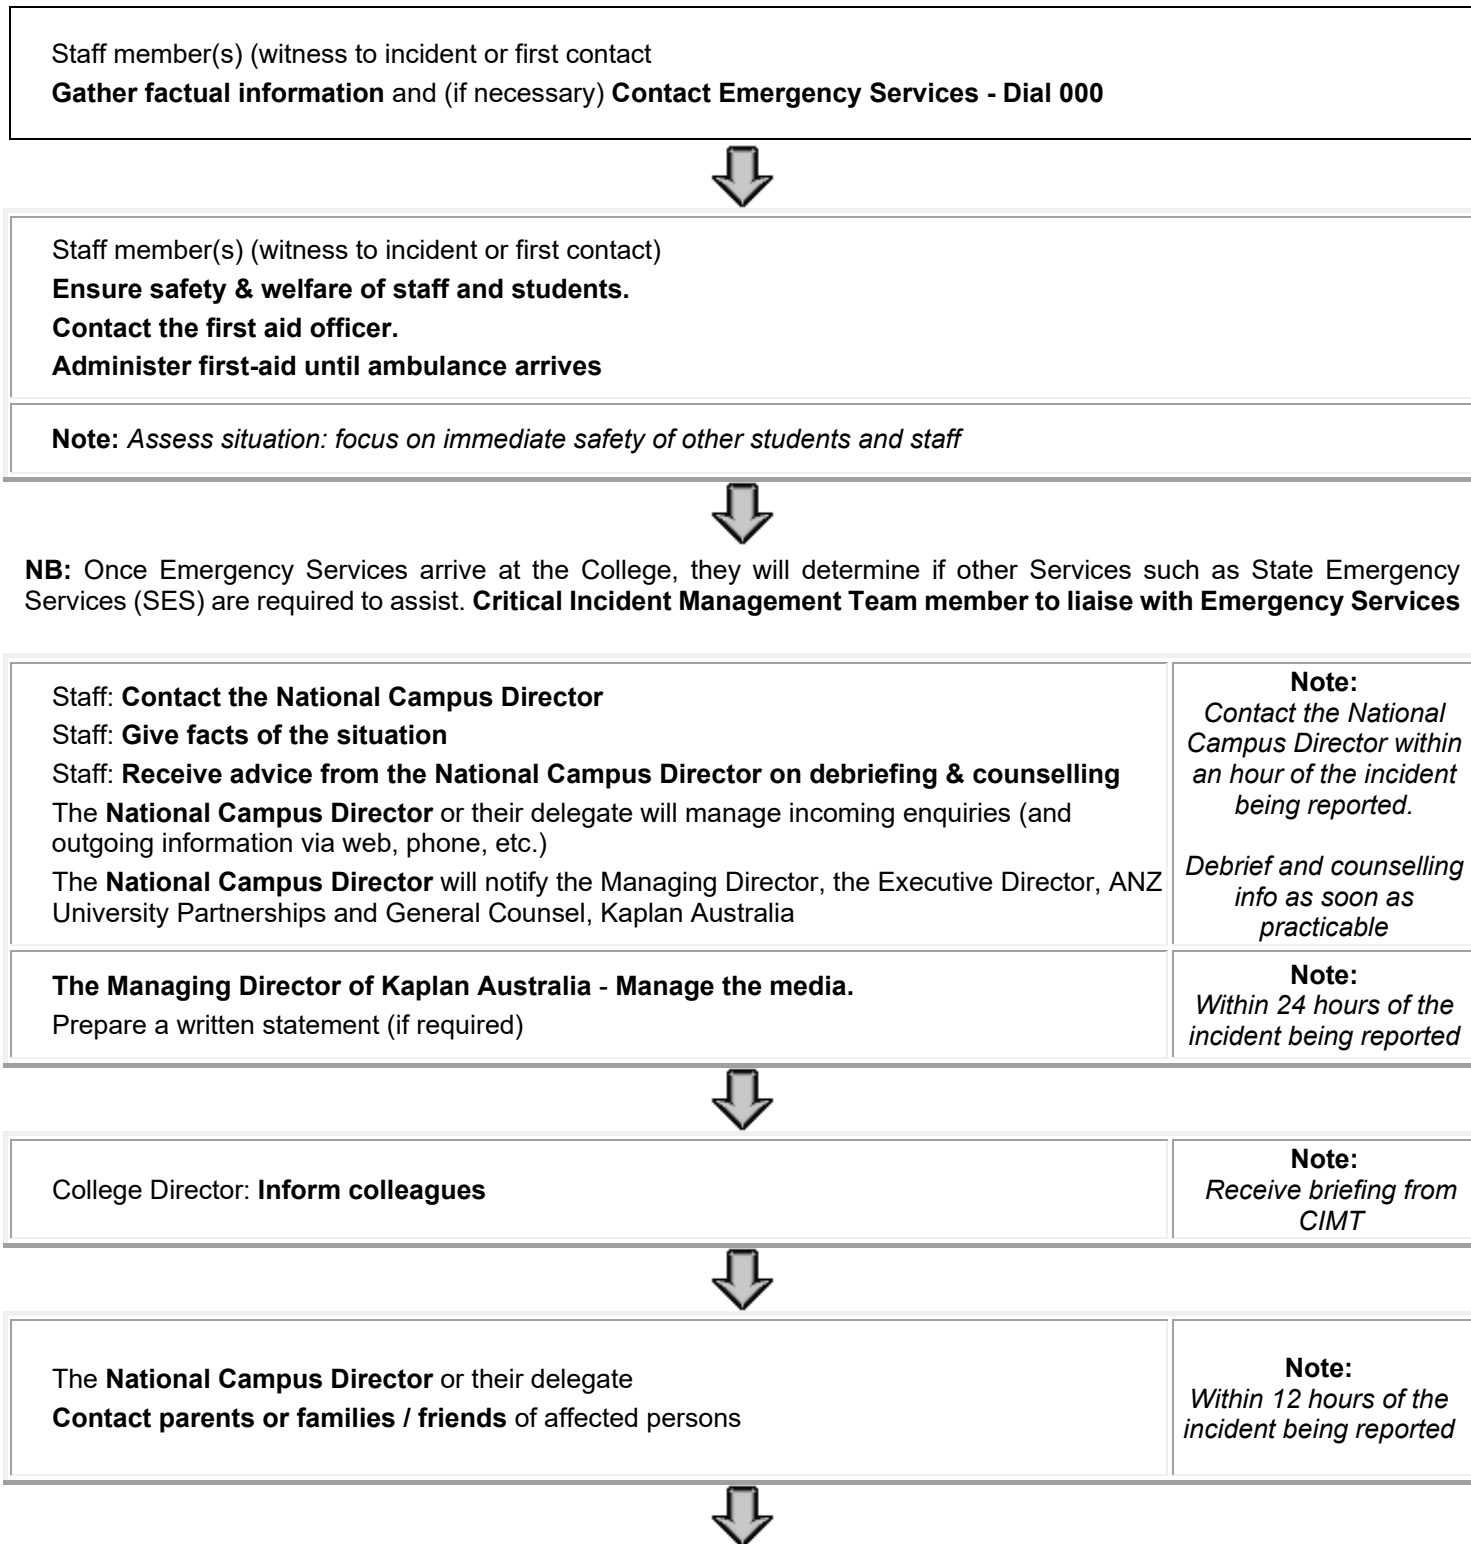 Staff member(s) (witness to incident or first contact
Gather factual information and (if necessary) Contact Emergency Services - Dial 000
Staff member(s) (witness to incident or first contact)
Ensure safety & welfare of staff and students.
Contact the first aid officer.
Administer first-aid until ambulance arrives
Note: Assess situation: focus on immediate safety of other students and staff
NB: Once Emergency Services arrive at the College, they will determine if other Services such as State Emergency
Services (SES) are required to assist. Critical Incident Management Team member to liaise with Emergency Services
Staff: Contact the National Campus Director
Staff: Give facts of the situation
Staff: Receive advice from the National Campus Director on debriefing & counselling
The National Campus Director or their delegate will manage incoming enquiries (and
outgoing information via web, phone, etc.)
The National Campus Director will notify the Managing Director, the Executive Director, ANZ
University Partnerships and General Counsel, Kaplan Australia
Note:
Contact the National
Campus Director within
an hour of the incident
being reported.
Debrief and counselling
info as soon as
practicable
The Managing Director of Kaplan Australia - Manage the media.
Prepare a written statement (if required)
Note:
Within 24 hours of the
incident being reported
College Director: Inform colleagues
Note:
Receive briefing from
CIMT
The National Campus Director or their delegate
Contact parents or families / friends of affected persons
Note:
Within 12 hours of the
incident being reported